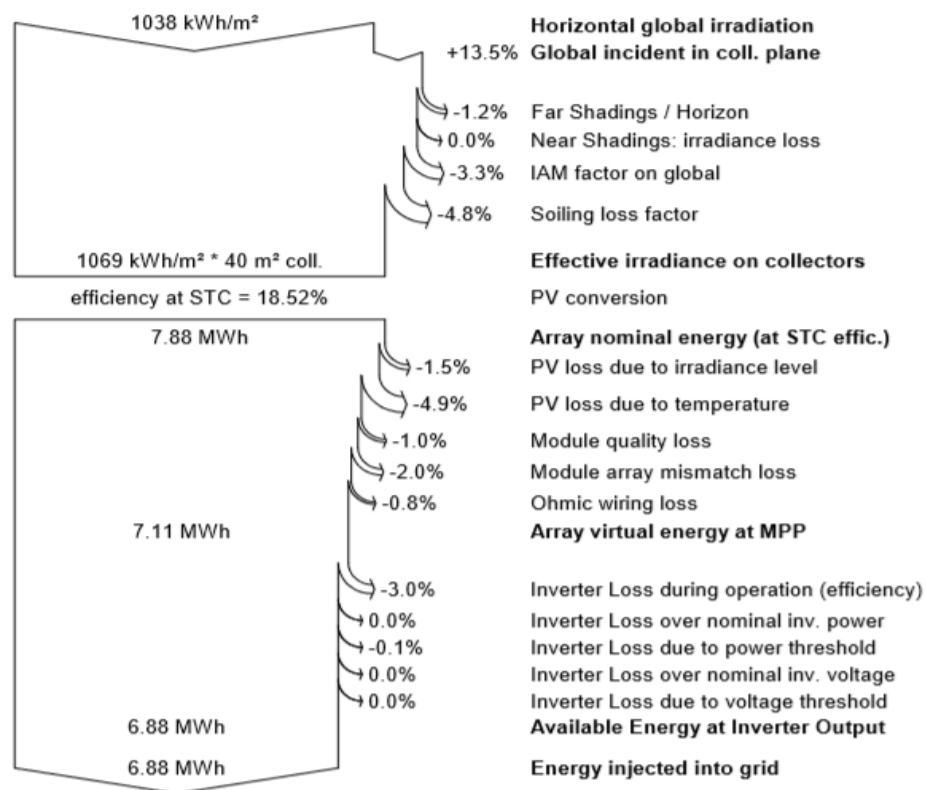 1038 kWh/m² Horizontal global irradiation
+13.5% Global incident in coll. plane
-1.2% Far Shadings / Horizon
0.0% Near Shadings: irradiance loss
-3.3% IAM factor on global
-4.8% Soiling loss factor
1069 kWh/m² * 40 m² coll. Effective irradiance on collectors
efficiency at STC = 18.52% PV conversion
7.88 MWh Array nominal energy (at STC effic.)
-1.5% PV loss due to irradiance level
-4.9% PV loss due to temperature
-1.0% Module quality loss
-2.0% Module array mismatch loss
-0.8% Ohmic wiring loss
7.11 MWh Array virtual energy at MPP
-3.0% Inverter Loss during operation (efficiency)
0.0% Inverter Loss over nominal inv. power
-0.1% Inverter Loss due to power threshold
0.0% Inverter Loss over nominal inv. voltage
0.0% Inverter Loss due to voltage threshold
6.88 MWh Available Energy at Inverter Output
6.88 MWh Energy injected into grid